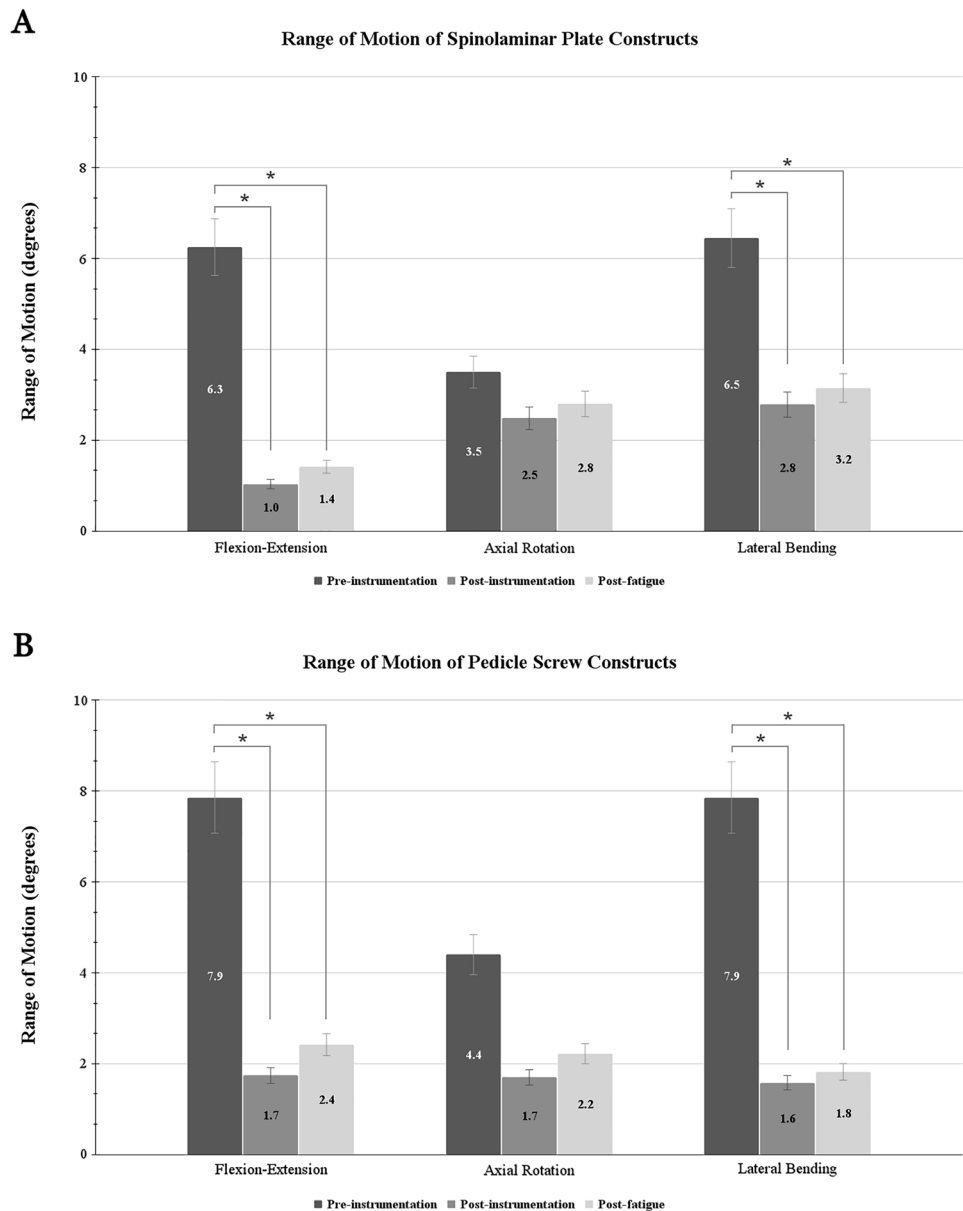 A
Range of Motion of Spinolaminar Plate Constructs
Range of Motion (degrees)
10
8
6
4
2
0
* * * *
6.3 1.0 1.4 3.5 2.5 2.8 6.5 2.8 3.2
Flexion-Extension Axial Rotation Lateral Bending
Pre-instrumentation Post-instrumentation Post-fatigue
B
Range of Motion of Pedicle Screw Constructs
Range of Motion (degrees)
10
8
6
4
2
0
* * * *
7.9 1.7 2.4 4.4 1.7 2.2 7.9 1.6 1.8
Flexion-Extension Axial Rotation Lateral Bending
Pre-instrumentation Post-instrumentation Post-fatigue